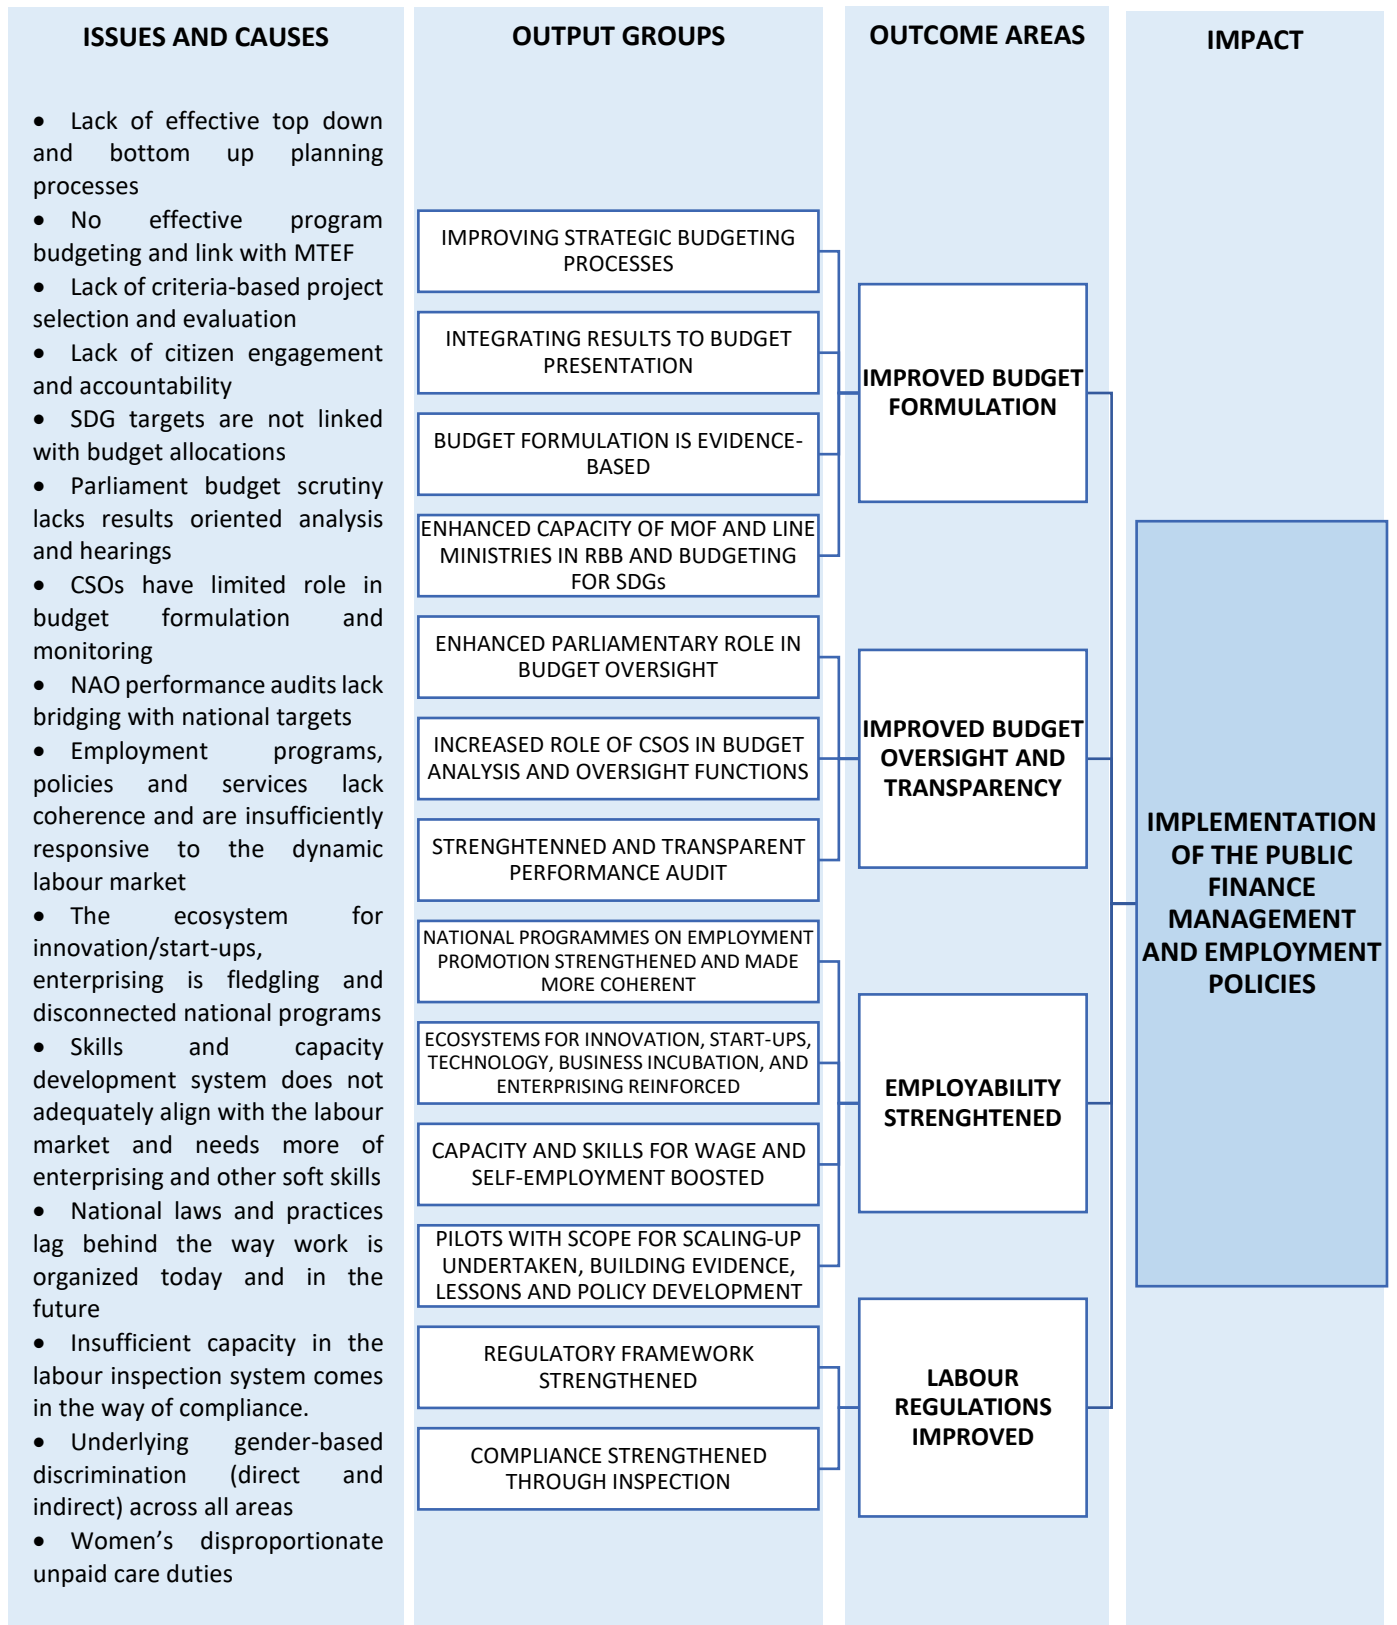 ISSUES AND CAUSES
• Lack of effective top down
and bottom up planning
processes
• No effective program
budgeting and link with MTEF
• Lack of criteria-based project
selection and evaluation
• Lack of citizen engagement
and accountability
• SDG targets are not linked
with budget allocations
• Parliament budget scrutiny
lacks results oriented analysis
and hearings
• CSOs have limited role in
budget formulation and
monitoring
• NAO performance audits lack
bridging with national targets
• Employment programs,
policies and services lack
coherence and are insufficiently
responsive to the dynamic
labour market
• The ecosystem for
innovation/start-ups,
enterprising is fledgling and
disconnected national programs
• Skills and capacity
development system does not
adequately align with the labour
market and needs more of
enterprising and other soft skills
• National laws and practices
lag behind the way work is
organized today and in the
future
• Insufficient capacity in the
labour inspection system comes
in the way of compliance.
• Underlying gender-based
discrimination (direct and
indirect) across all areas
• Women’s disproportionate
unpaid care duties
OUTPUT GROUPS
IMPROVING STRATEGIC BUDGETING
PROCESSES
INTEGRATING RESULTS TO BUDGET
PRESENTATION
BUDGET FORMULATION IS EVIDENCE-
BASED
ENHANCED CAPACITY OF MOF AND LINE
MINISTRIES IN RBB AND BUDGETING
FOR SDGs
ENHANCED PARLIAMENTARY ROLE IN
BUDGET OVERSIGHT
INCREASED ROLE OF CSOS IN BUDGET
ANALYSIS AND OVERSIGHT FUNCTIONS
STRENGHTENNED AND TRANSPARENT
PERFORMANCE AUDIT
NATIONAL PROGRAMMES ON EMPLOYMENT
PROMOTION STRENGTHENED AND MADE
MORE COHERENT
ECOSYSTEMS FOR INNOVATION, START-UPS,
TECHNOLOGY, BUSINESS INCUBATION, AND
ENTERPRISING REINFORCED
CAPACITY AND SKILLS FOR WAGE AND
SELF-EMPLOYMENT BOOSTED
PILOTS WITH SCOPE FOR SCALING-UP
UNDERTAKEN, BUILDING EVIDENCE,
LESSONS AND POLICY DEVELOPMENT
REGULATORY FRAMEWORK
STRENGTHENED
COMPLIANCE STRENGTHENED
THROUGH INSPECTION
OUTCOME AREAS
IMPROVED BUDGET
FORMULATION
IMPROVED BUDGET
OVERSIGHT AND
TRANSPARENCY
EMPLOYABILITY
STRENGHTENED
LABOUR
REGULATIONS
IMPROVED
IMPACT
IMPLEMENTATION
OF THE PUBLIC
FINANCE
MANAGEMENT
AND EMPLOYMENT
POLICIES